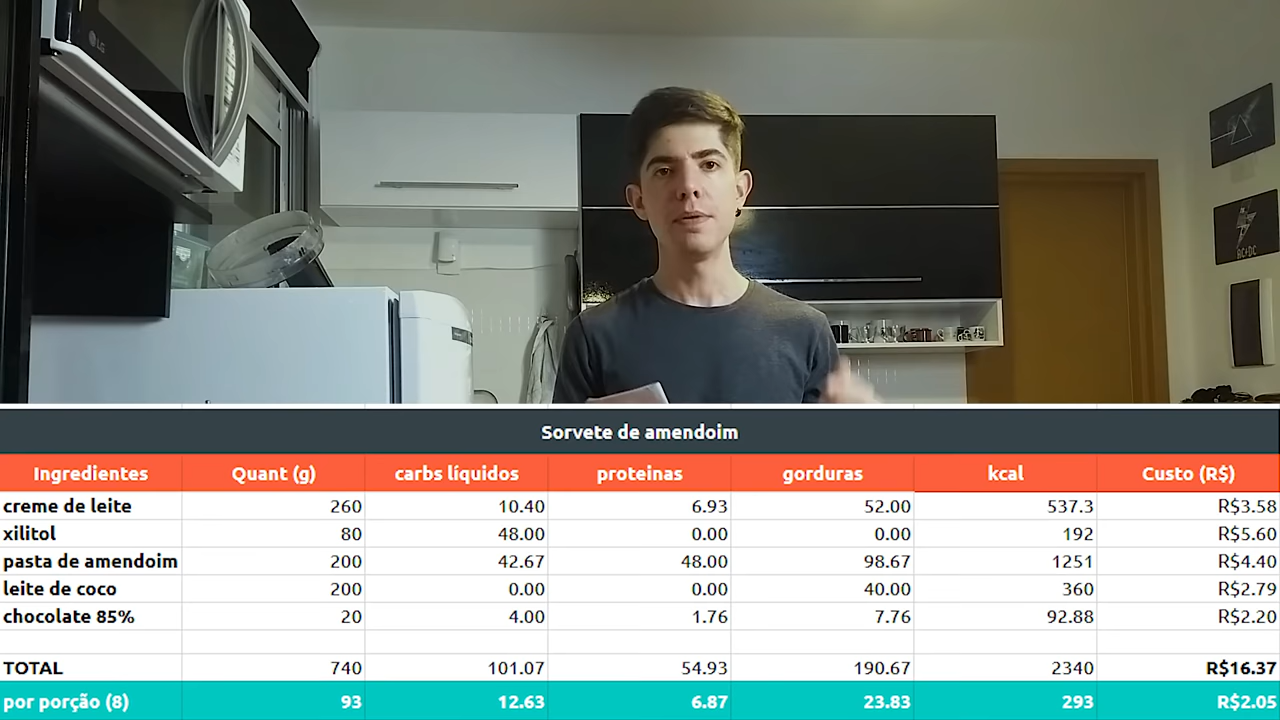 LG
AC⚡DC
Sorvete de amendoim
Ingredientes Quant (g) carbs líquidos proteinas gorduras kcal Custo (R$)
creme de leite 260 10.40 6.93 52.00 537.3 R$3.58
xilitol 80 48.00 0.00 0.00 192 R$5.60
pasta de amendoim 200 42.67 48.00 98.67 1251 R$4.40
leite de coco 200 0.00 0.00 40.00 360 R$2.79
chocolate 85% 20 4.00 1.76 7.76 92.88 R$2.20
TOTAL 740 101.07 54.93 190.67 2340 R$16.37
por porção (8) 93 12.63 6.87 23.83 293 R$2.05